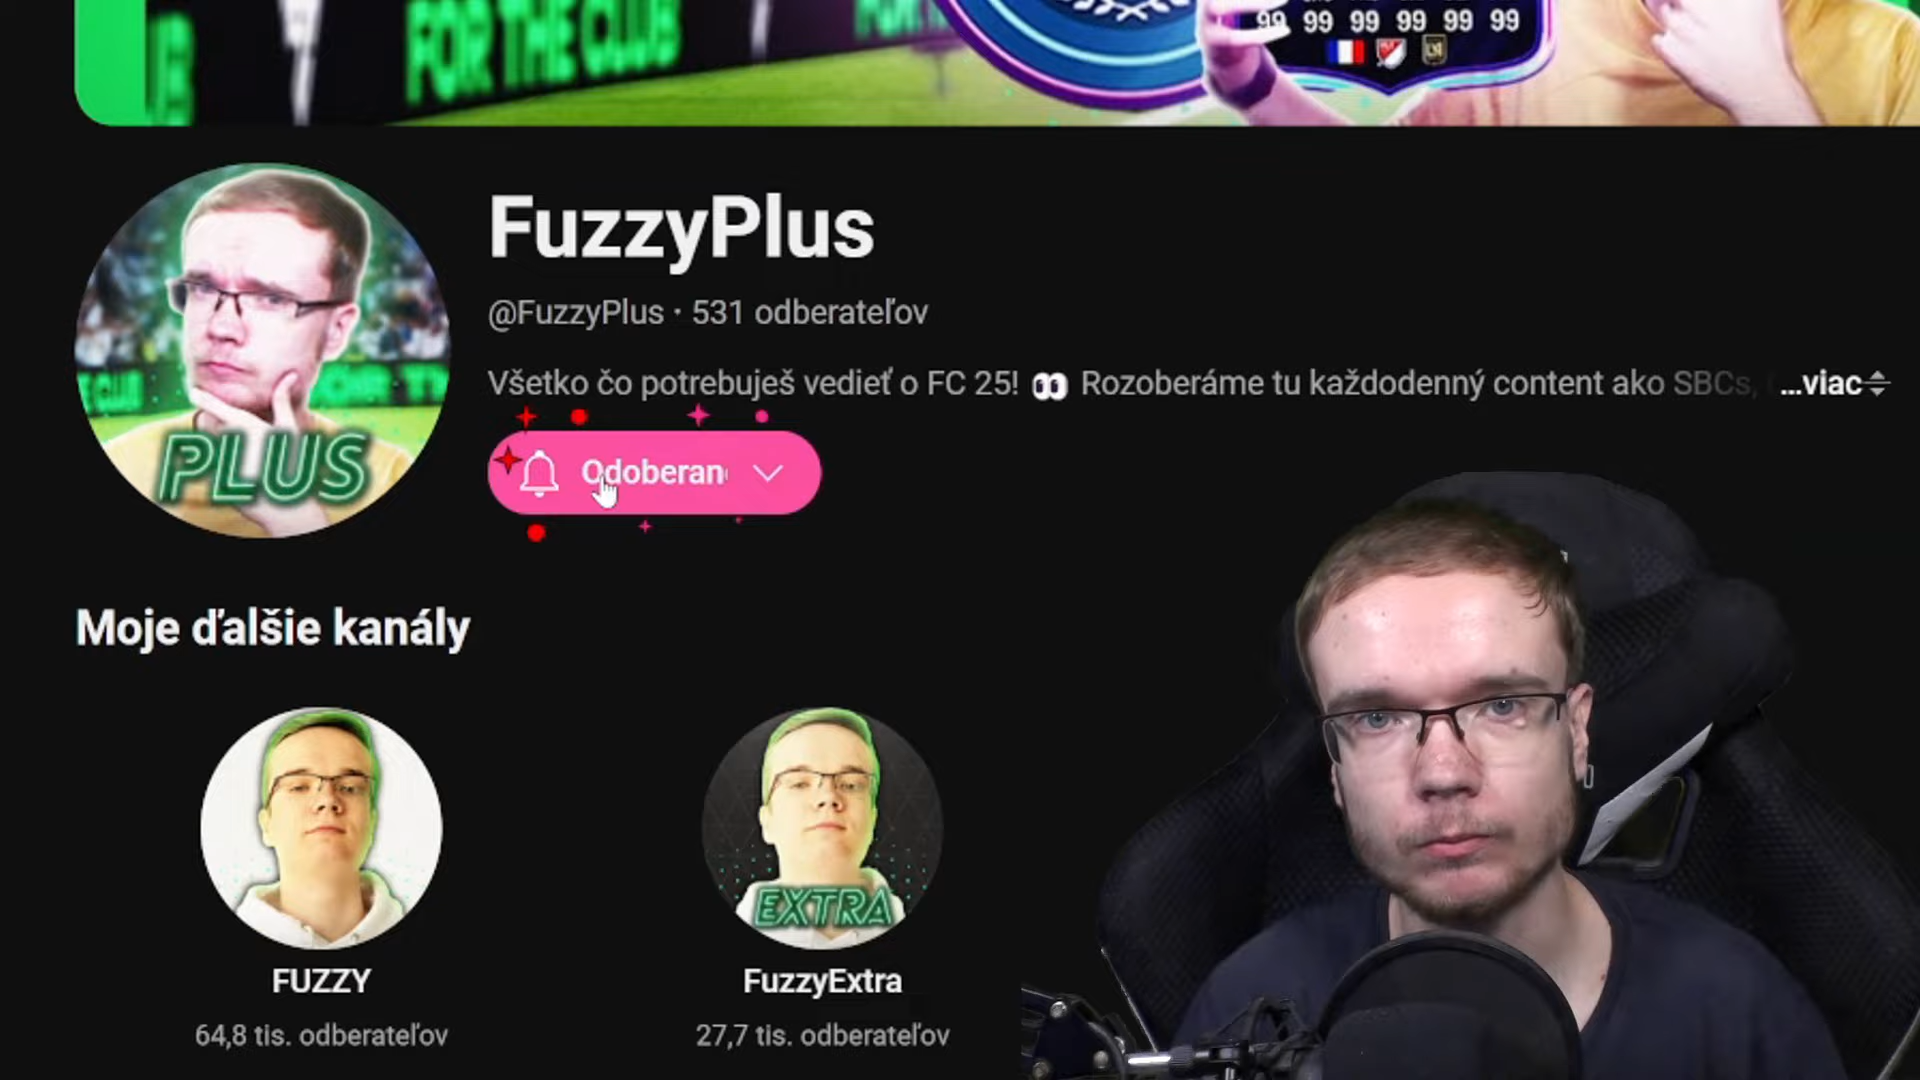 FOR THE CLUB
99 99 99 99 99 99
FuzzyPlus
@FuzzyPlus · 531 odberateľov
Všetko čo potrebuješ vedieť o FC 25! 👀 Rozoberáme tu každodenný content ako SBCs, ...viac
PLUS
Odoberan
Moje ďalšie kanály
EXTRA
FUZZY
FuzzyExtra
64,8 tis. odberateľov
27,7 tis. odberateľov